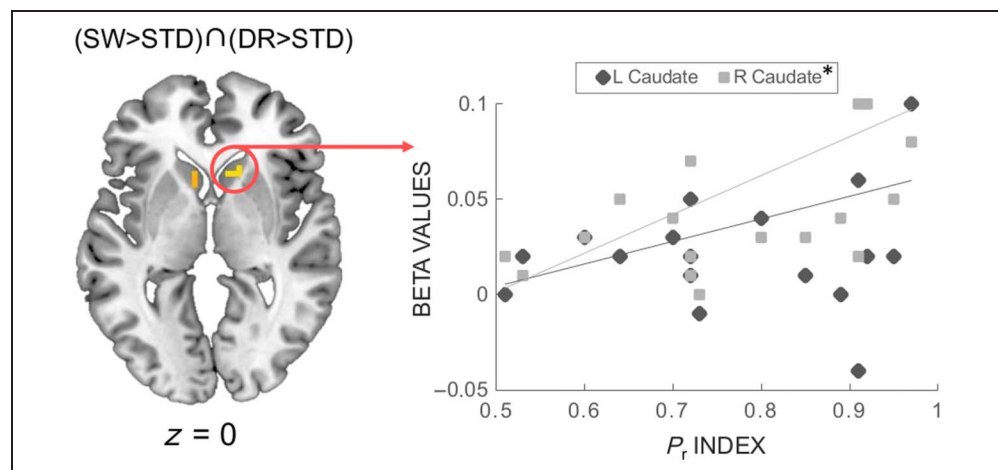 (SW>STD)∩(DR>STD)
z = 0
L Caudate R Caudate*
BETA VALUES
0.1
0.05
0
−0.05
0.5 0.6 0.7 0.8 0.9 1
Pr INDEX